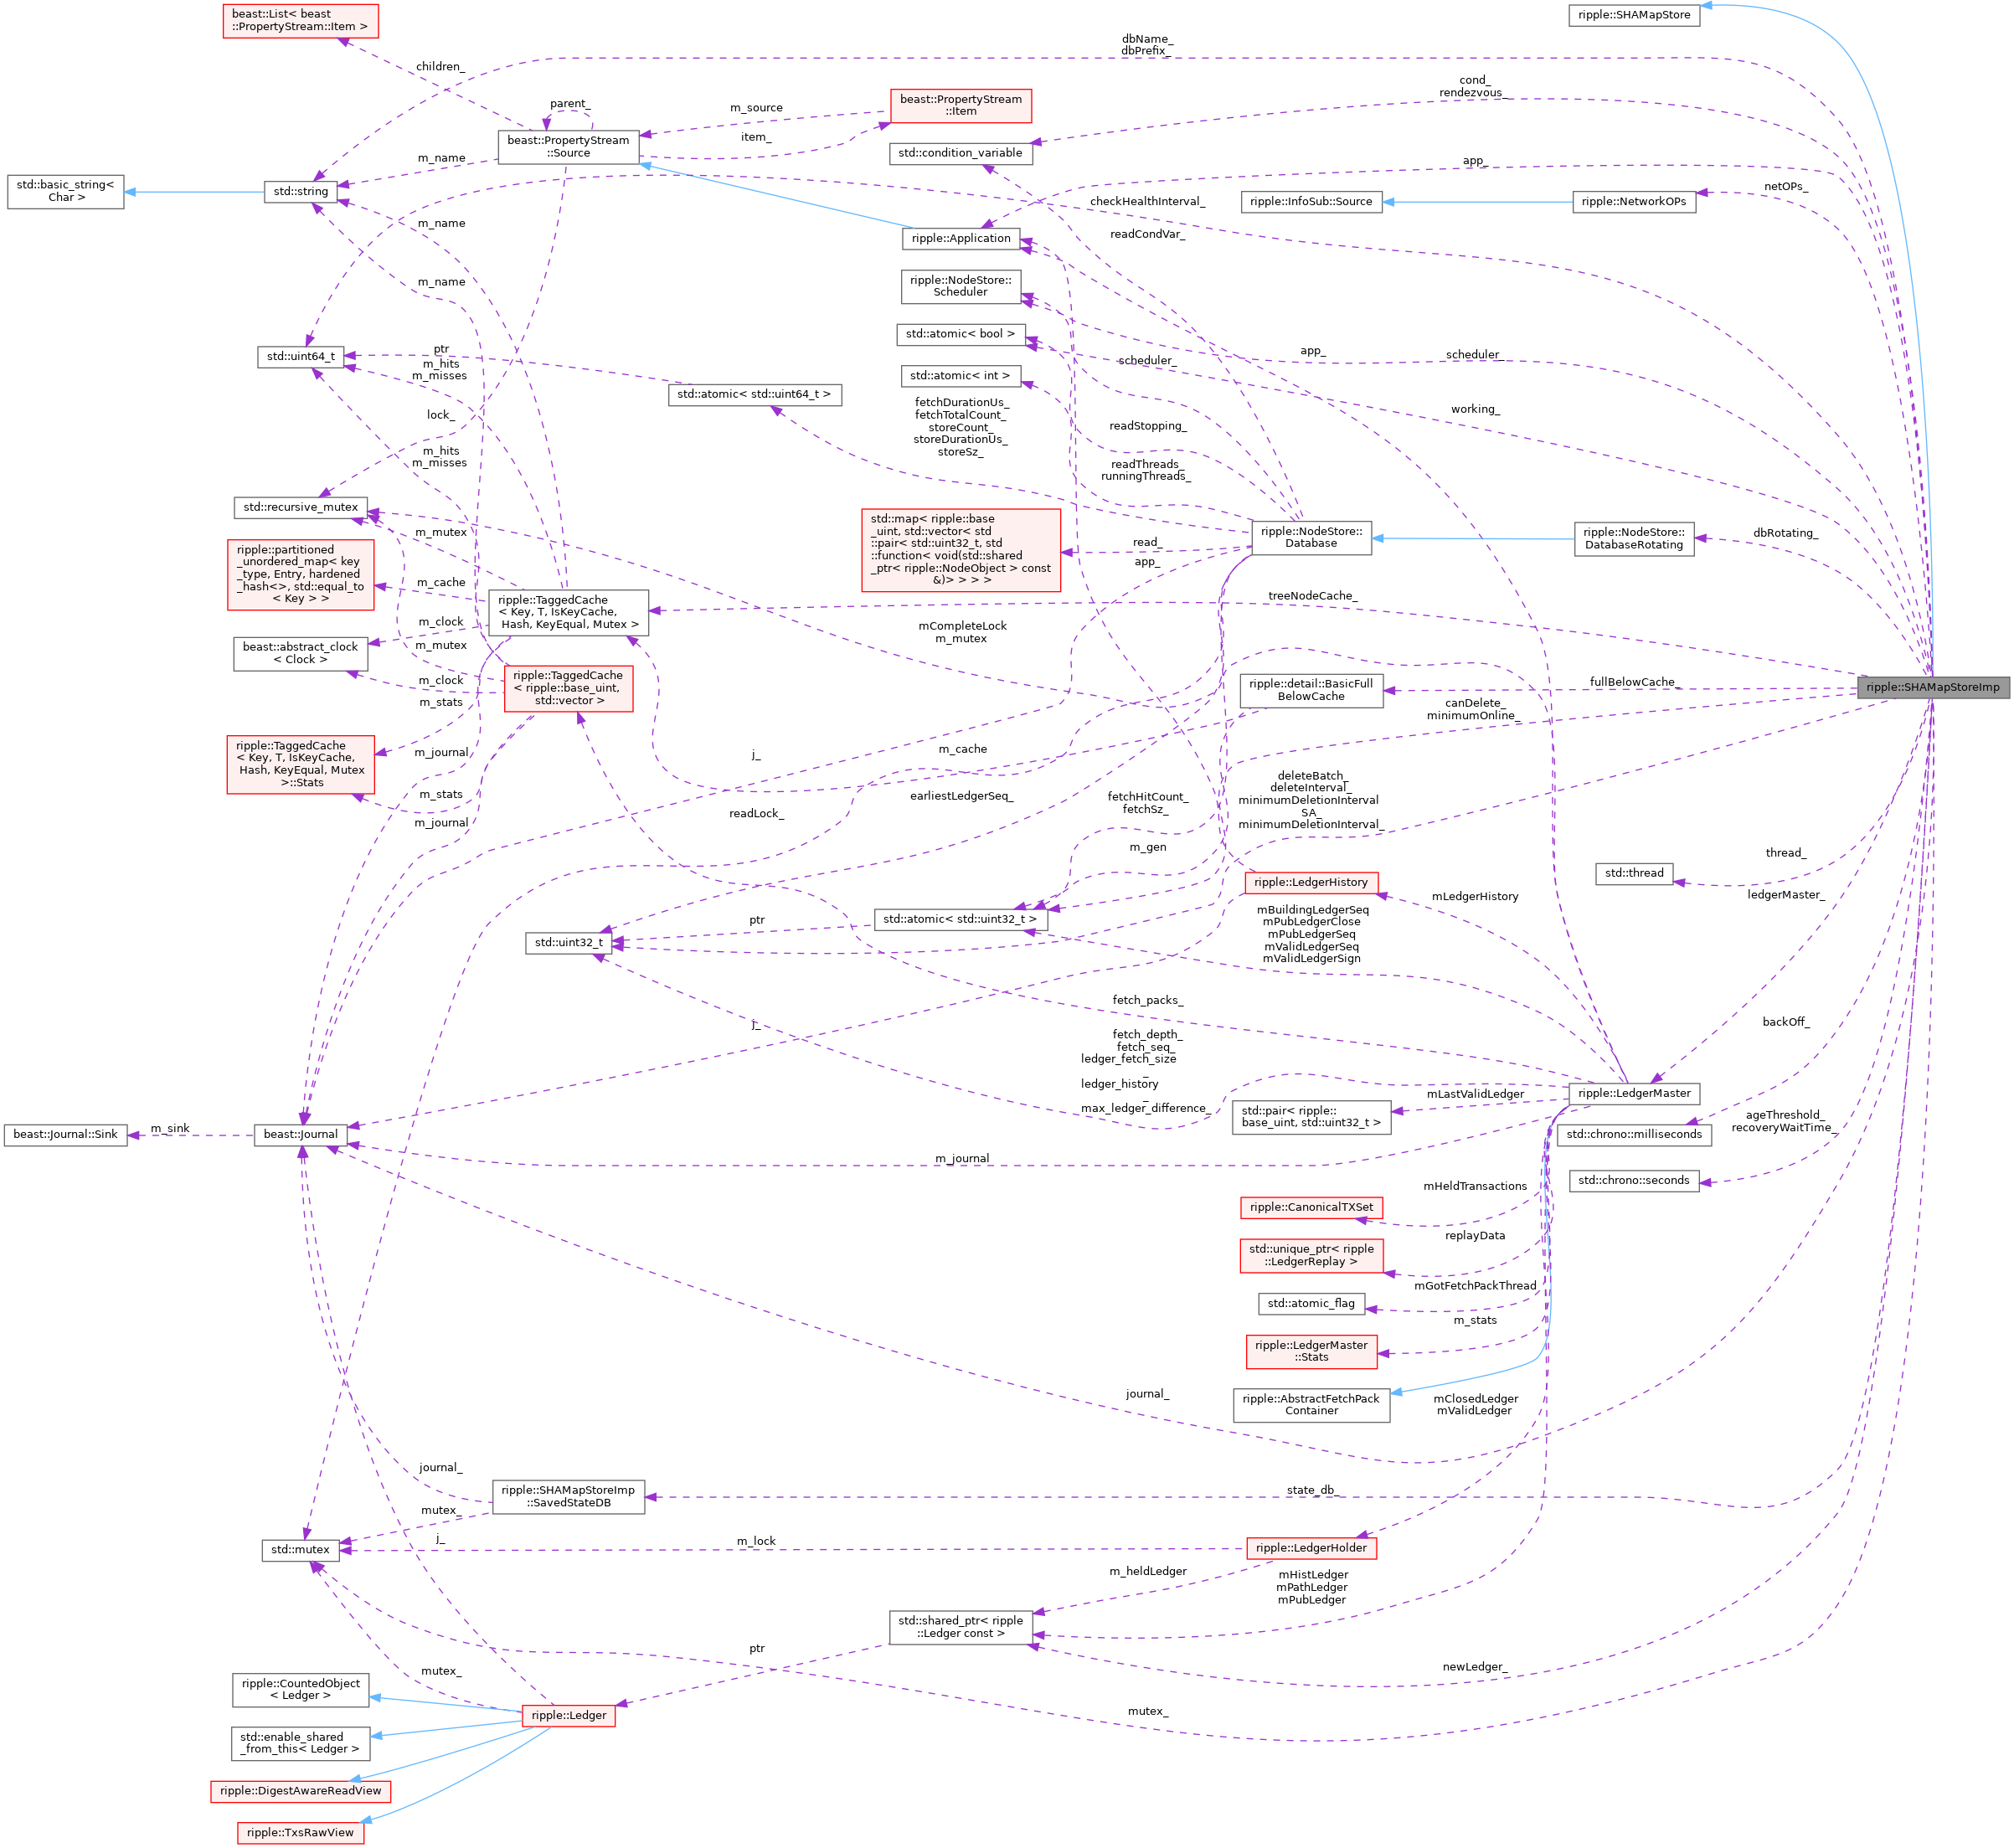 beast::List< beast
::PropertyStream::Item >
ripple::SHAMapStore
dbName_
dbPrefix_
children_
cond_
rendezvous_
parent_
m_source
beast::PropertyStream
::Item
beast::PropertyStream
::Source
item_
std::condition_variable
m_name
app_
std::basic_string<
Char >
std::string
netOPs_
checkHealthInterval_
ripple::InfoSub::Source
ripple::NetworkOPs
m_name
readCondVar_
ripple::Application
m_name
ripple::NodeStore::
Scheduler
std::atomic< bool >
std::uint64_t
ptr
m_hits
m_misses
app_
scheduler_
scheduler_
std::atomic< int >
std::atomic< std::uint64_t >
fetchDurationUs_
fetchTotalCount_
storeCount_
storeDurationUs_
storeSz_
lock_
working_
readStopping_
m_hits
m_misses
readThreads_
runningThreads_
std::recursive_mutex
m_mutex
std::map< ripple::base
_uint, std::vector< std
::pair< std::uint32_t, std
::function< void(std::shared
_ptr< ripple::NodeObject > const
&)> > > >
read_
app_
ripple::NodeStore::
Database
ripple::NodeStore::
DatabaseRotating
dbRotating_
ripple::partitioned
_unordered_map< key
_type, Entry, hardened
_hash<>, std::equal_to
< Key > >
m_cache
ripple::TaggedCache
< Key, T, IsKeyCache,
Hash, KeyEqual, Mutex >
treeNodeCache_
m_clock
mCompleteLock
m_mutex
beast::abstract_clock
< Clock >
m_mutex
m_clock
ripple::TaggedCache
< ripple::base_uint,
std::vector >
ripple::detail::BasicFull
BelowCache
fullBelowCache_
ripple::SHAMapStoreImp
m_stats
canDelete_
minimumOnline_
ripple::TaggedCache
< Key, T, IsKeyCache,
Hash, KeyEqual, Mutex
>::Stats
m_journal
j_
m_cache
m_stats
m_journal
readLock_
earliestLedgerSeq_
fetchHitCount_
fetchSz_
deleteBatch_
deleteInterval_
minimumDeletionInterval
SA_
minimumDeletionInterval_
m_gen
thread_
std::thread
ripple::LedgerHistory
mLedgerHistory
ledgerMaster_
std::atomic< std::uint32_t >
ptr
std::uint32_t
mBuildingLedgerSeq
mPubLedgerClose
mPubLedgerSeq
mValidLedgerSeq
mValidLedgerSign
fetch_packs_
j_
backOff_
fetch_depth_
fetch_seq_
ledger_fetch_size
_
ledger_history
_
max_ledger_difference_
mLastValidLedger
ripple::LedgerMaster
std::pair< ripple::
base_uint, std::uint32_t >
ageThreshold_
recoveryWaitTime_
std::chrono::milliseconds
beast::Journal::Sink
m_sink
beast::Journal
m_journal
std::chrono::seconds
mHeldTransactions
ripple::CanonicalTXSet
replayData
std::unique_ptr< ripple
::LedgerReplay >
mGotFetchPackThread
std::atomic_flag
m_stats
ripple::LedgerMaster
::Stats
journal_
ripple::AbstractFetchPack
Container
mClosedLedger
mValidLedger
journal_
ripple::SHAMapStoreImp
::SavedStateDB
state_db_
mutex_
j_
std::mutex
m_lock
ripple::LedgerHolder
m_heldLedger
mHistLedger
mPathLedger
mPubLedger
std::shared_ptr< ripple
::Ledger const >
ptr
newLedger_
mutex_
ripple::CountedObject
< Ledger >
ripple::Ledger
mutex_
std::enable_shared
_from_this< Ledger >
ripple::DigestAwareReadView
ripple::TxsRawView